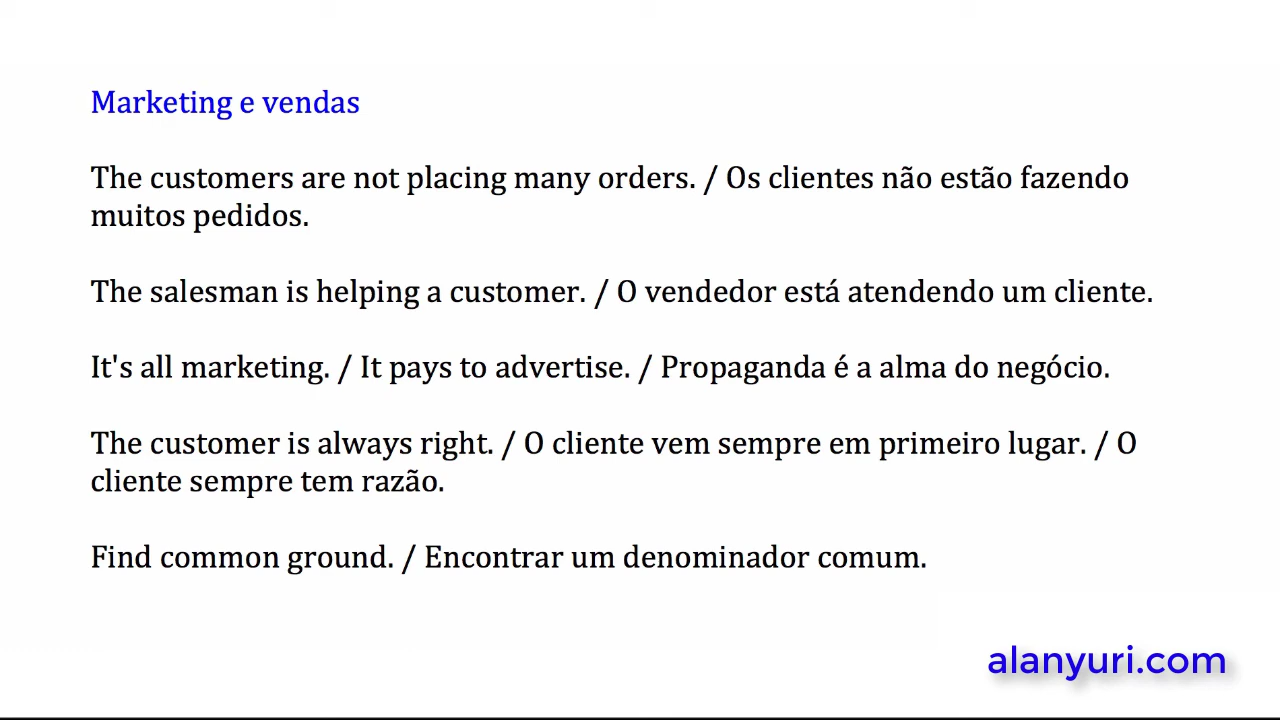 Marketing e vendas
The customers are not placing many orders. / Os clientes não estão fazendo
muitos pedidos.
The salesman is helping a customer. / O vendedor está atendendo um cliente.
It's all marketing. / It pays to advertise. / Propaganda é a alma do negócio.
The customer is always right. / O cliente vem sempre em primeiro lugar. / O
cliente sempre tem razão.
Find common ground. / Encontrar um denominador comum.
alanyuri.com